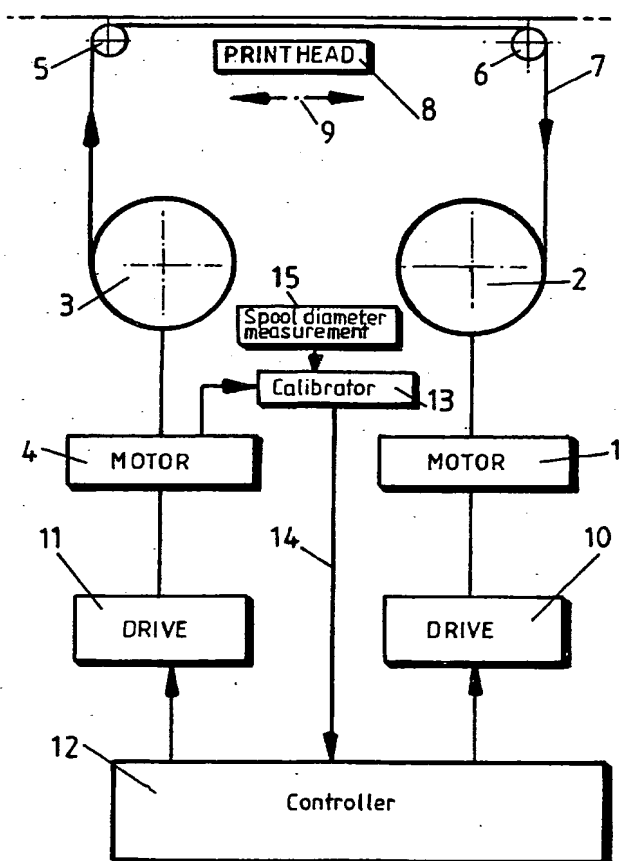 5
PRINTHEAD
6
7
9
8
3
15
2
Spool diameter
measurement
Calibrator
13
4
MOTOR
MOTOR
1
11
14
10
DRIVE
DRIVE
12
Controller